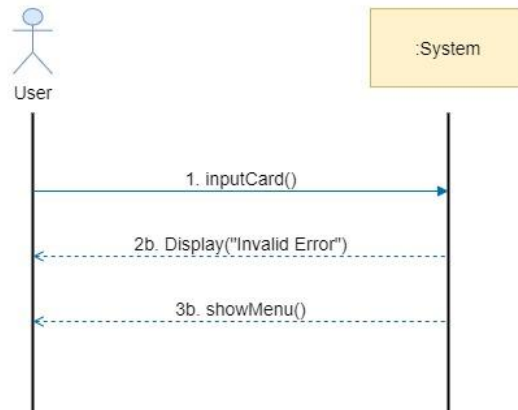 :System
User
1. inputCard()
2b. Display("Invalid Error")
3b. showMenu()